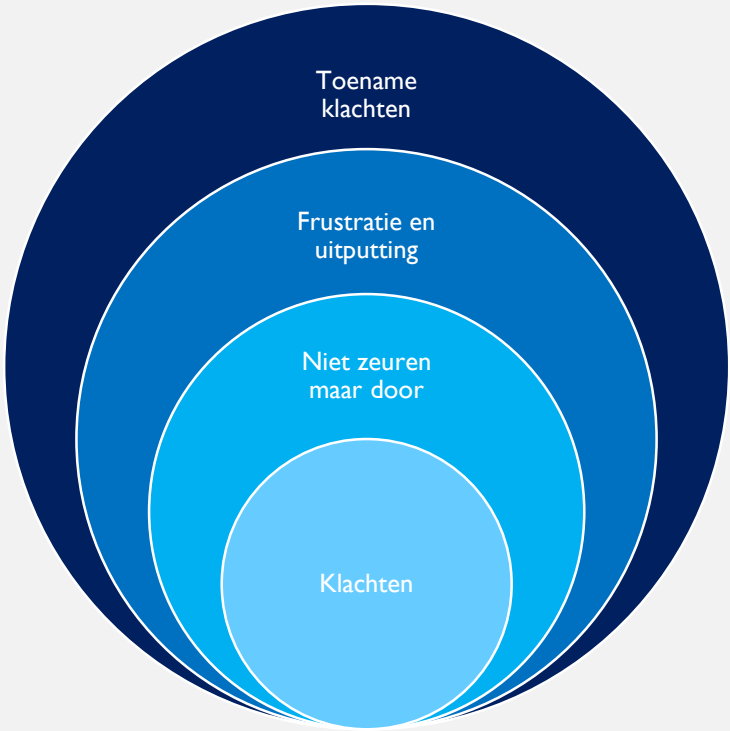 Toename
klachten
Frustratie en
uitputting
Niet zeuren
maar door
Klachten